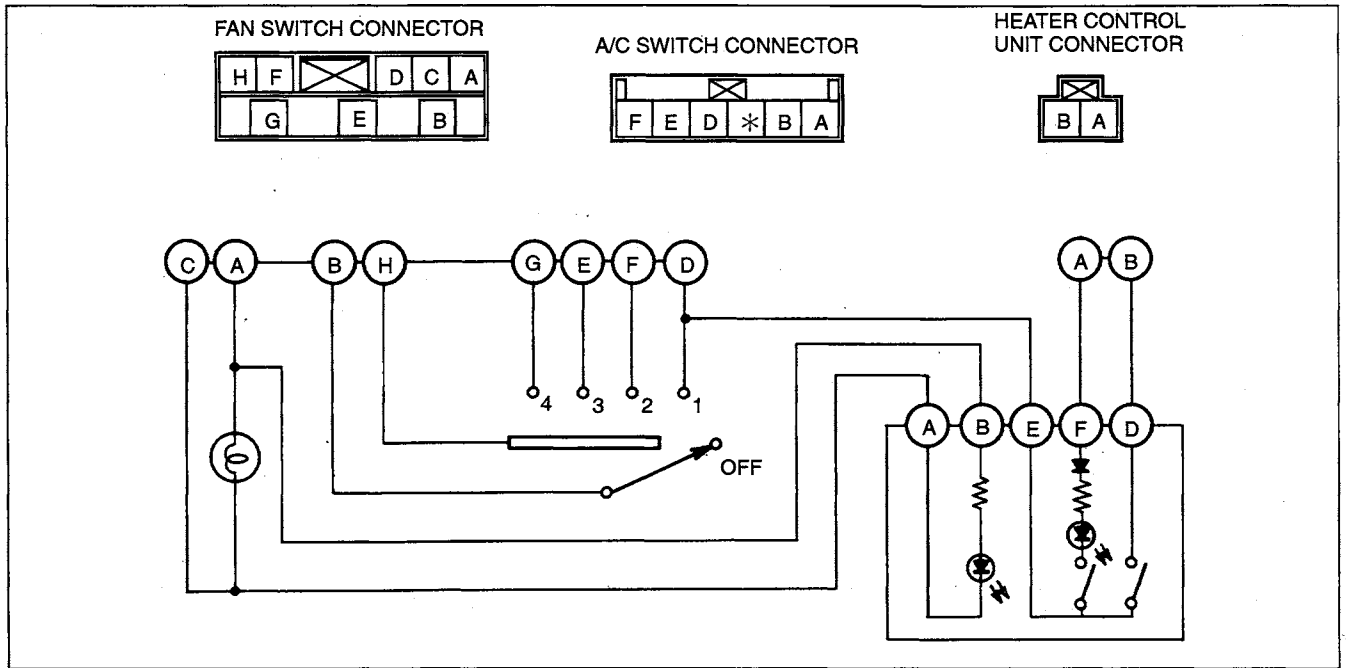 FAN SWITCH CONNECTOR
H F D C A
G E B
A/C SWITCH CONNECTOR
F E D * B A
HEATER CONTROL
UNIT CONNECTOR
B A
C A B H G E F D
A B
4 3 2 1
OFF
A B E F D